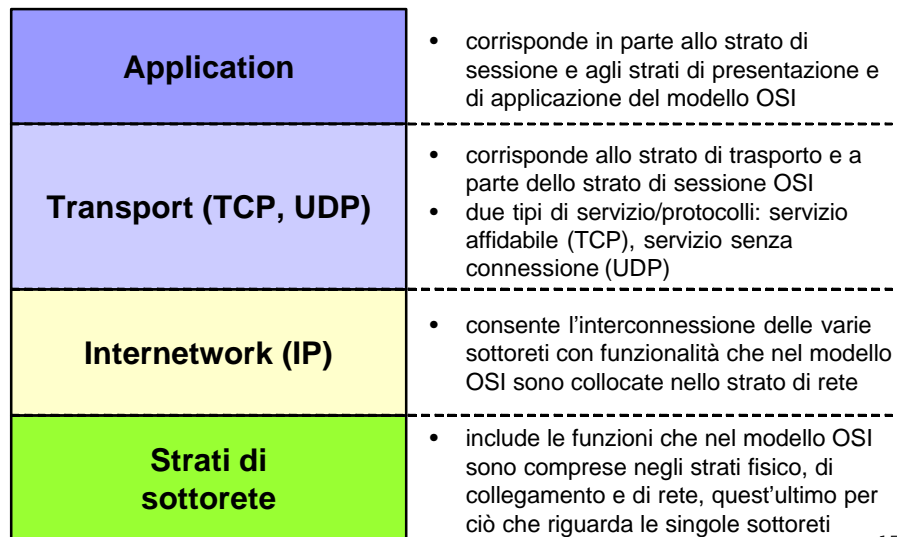 Application
• corrisponde in parte allo strato di
sessione e agli strati di presentazione e
di applicazione del modello OSI
Transport (TCP, UDP)
• corrisponde allo strato di trasporto e a
parte dello strato di sessione OSI
• due tipi di servizio/protocolli: servizio
affidabile (TCP), servizio senza
connessione (UDP)
Internetwork (IP)
• consente l'interconnessione delle varie
sottoreti con funzionalità che nel modello
OSI sono collocate nello strato di rete
Strati di
sottorete
• include le funzioni che nel modello OSI
sono comprese negli strati fisico, di
collegamento e di rete, quest'ultimo per
ciò che riguarda le singole sottoreti